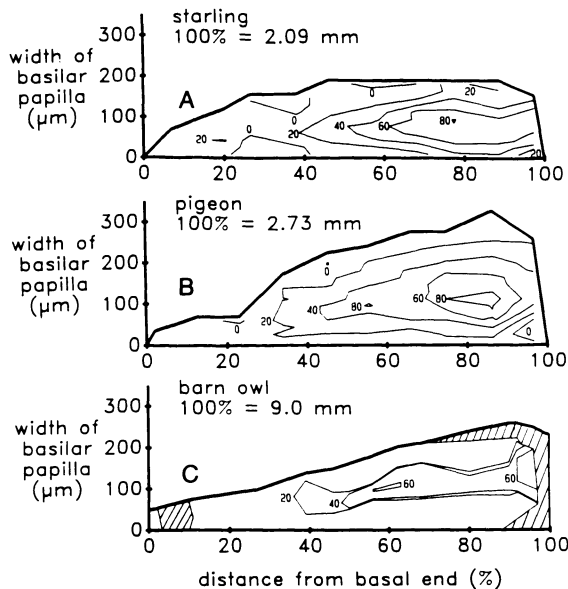 starling
100% = 2.09 mm
width of
basilar
papilla
(µm)
300
200
100
0
A
0
0
0
20
20
40
60
80
20
20
0 20 40 60 80 100
pigeon
100% = 2.73 mm
width of
basilar
papilla
(µm)
300
200
100
0
B
0
0
20
40
80
60
80
0
0 20 40 60 80 100
barn owl
100% = 9.0 mm
width of
basilar
papilla
(µm)
300
200
100
0
C
20
40
60
60
0 20 40 60 80 100
distance from basal end (%)